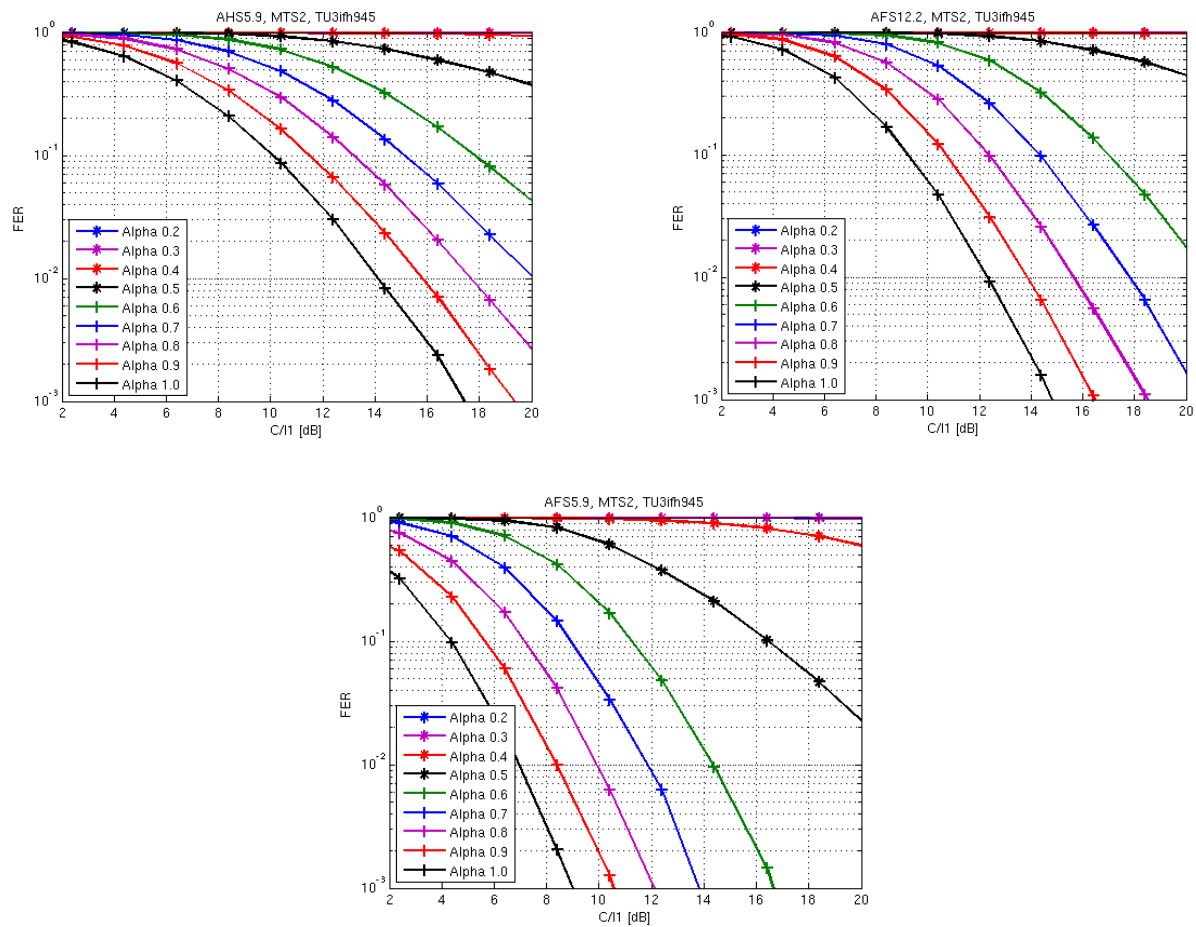 AHS5.9, MTS2, TU3ifh945
10^0
10^-1
10^-2
10^-3
FER
Alpha 0.2
Alpha 0.3
Alpha 0.4
Alpha 0.5
Alpha 0.6
Alpha 0.7
Alpha 0.8
Alpha 0.9
Alpha 1.0
2 4 6 8 10 12 14 16 18 20
C/I1 [dB]
AFS12.2, MTS2, TU3ifh945
10^0
10^-1
10^-2
10^-3
FER
Alpha 0.2
Alpha 0.3
Alpha 0.4
Alpha 0.5
Alpha 0.6
Alpha 0.7
Alpha 0.8
Alpha 0.9
Alpha 1.0
2 4 6 8 10 12 14 16 18 20
C/I1 [dB]
AFS5.9, MTS2, TU3ifh945
10^0
10^-1
10^-2
10^-3
FER
Alpha 0.2
Alpha 0.3
Alpha 0.4
Alpha 0.5
Alpha 0.6
Alpha 0.7
Alpha 0.8
Alpha 0.9
Alpha 1.0
2 4 6 8 10 12 14 16 18 20
C/I1 [dB]